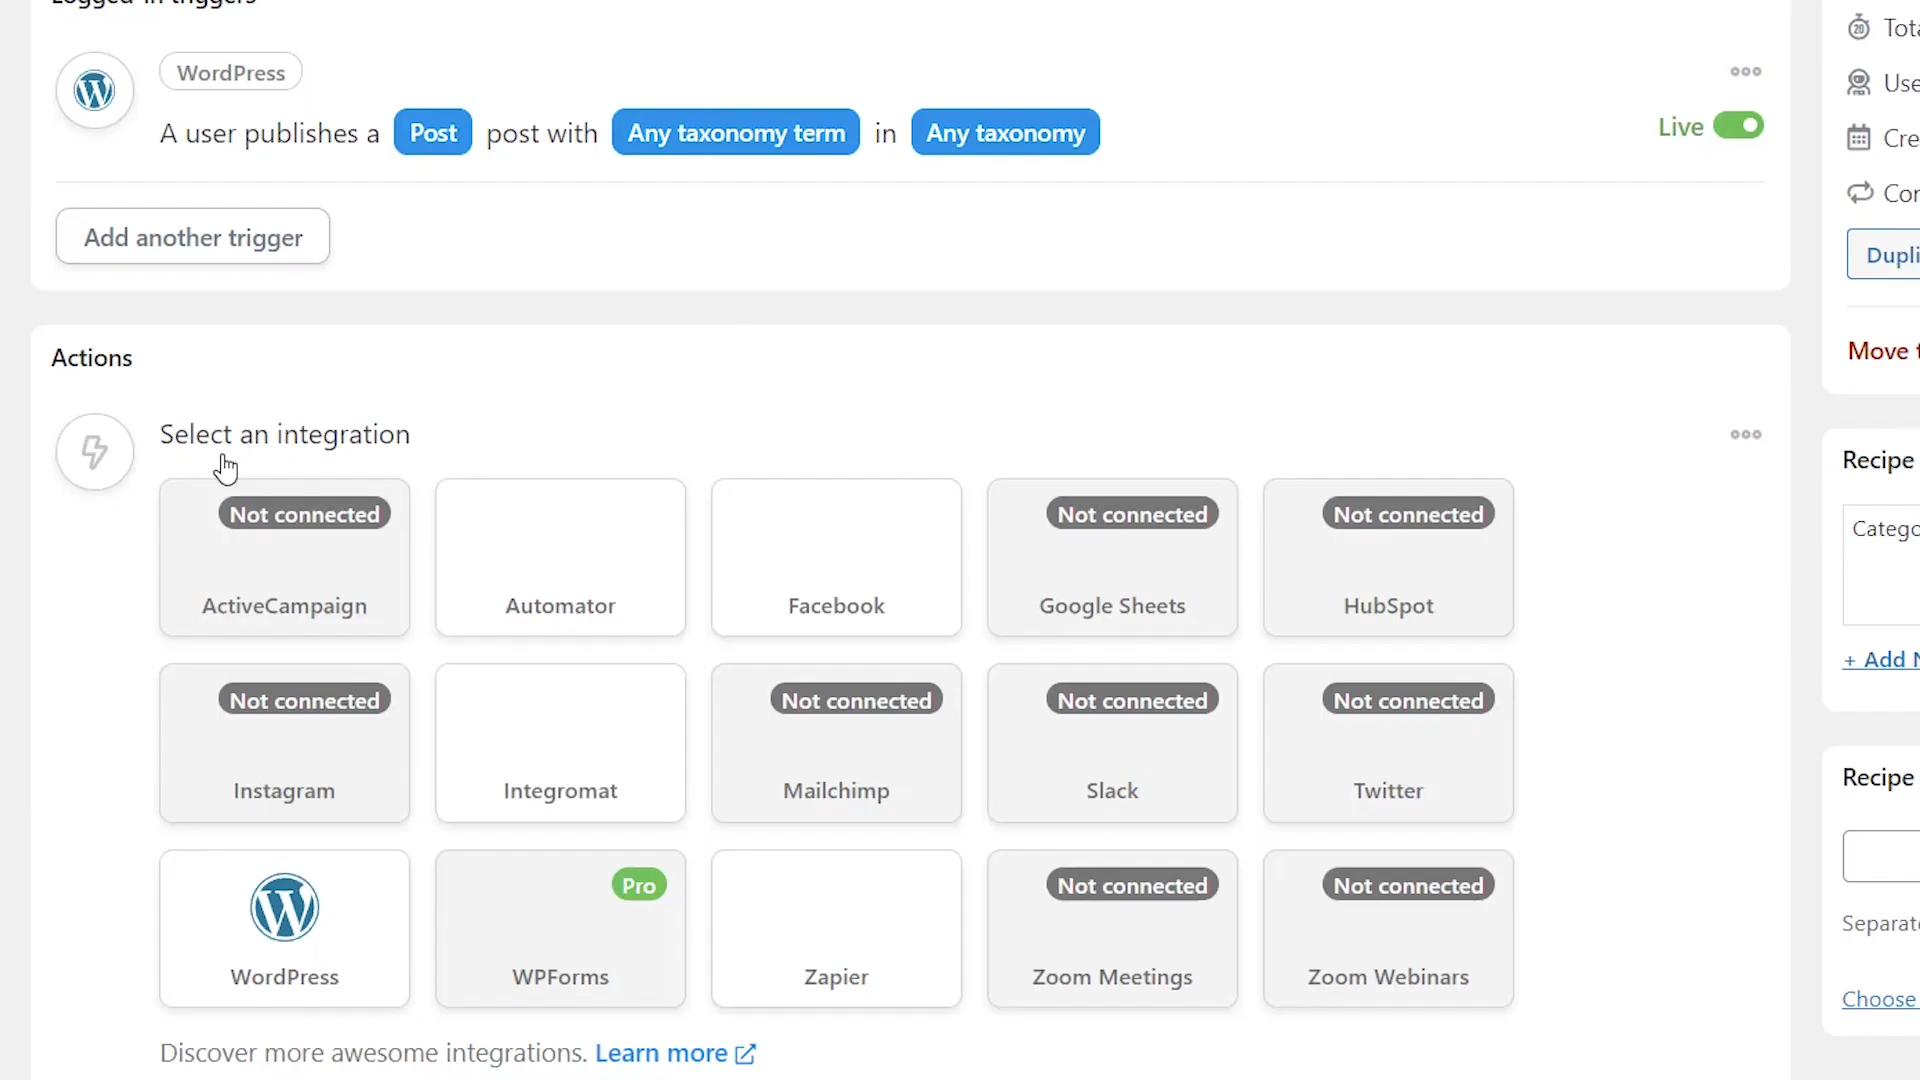 Logged-in triggers
WordPress
A user publishes a Post post with Any taxonomy term in Any taxonomy
Live
Add another trigger
Actions
Select an integration
Not connected
ActiveCampaign
Automator
Facebook
Not connected
Google Sheets
Not connected
HubSpot
Not connected
Instagram
Integromat
Not connected
Mailchimp
Not connected
Slack
Not connected
Twitter
WordPress
Pro
WPForms
Zapier
Not connected
Zoom Meetings
Not connected
Zoom Webinars
Discover more awesome integrations. Learn more
20
Tota
Use
Cre
Cor
Dupli
Move t
Recipe
Catego
+ Add N
Recipe
Separate
Choose